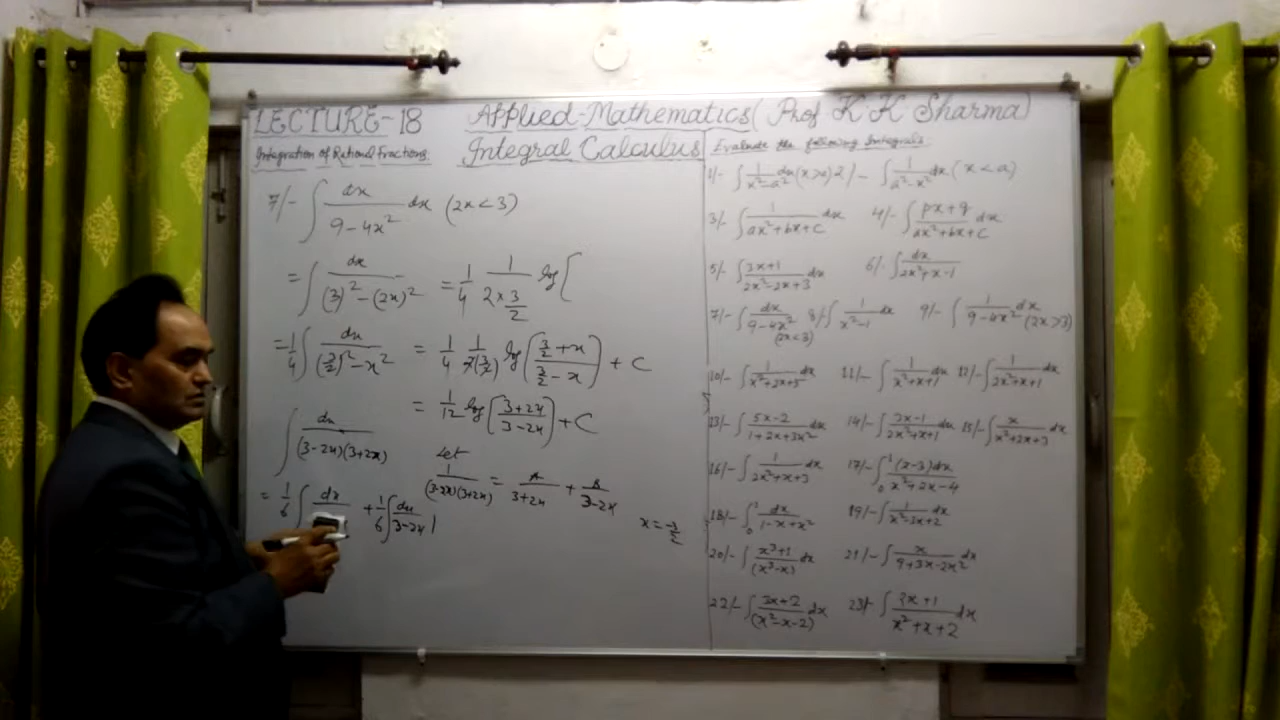 LECTURE-18 Applied-Mathematics (Prof K K Sharma)
Integration of Rational Fractions Integral Calculus
7/- ∫ dx / (9-4x²) dx (2x<3)
= ∫ dx / ((3)²-(2x)²) = 1/4 1/(2×3/2) log[
= 1/4 ∫ dx / ((3/2)²-x²) = 1/4 1/(2(3/2)) log((3/2+x)/(3/2-x)) + C
= 1/12 log[(3+2x)/(3-2x)] + C
∫ dx / ((3-2x)(3+2x))
Let
1/((3-2x)(3+2x)) = A/(3+2x) + B/(3-2x)
= 1/6 ∫ dx + 1/6 ∫ dx/(3-2x)
x = -3/2
Evaluate the following Integrals
1/- ∫ 1/(x²-a²) dx (x>a) 2/- ∫ 1/(a²-x²) dx (x<a)
3/- ∫ 1/(ax²+bx+c) dx 4/- ∫ (px+q)/(ax²+bx+c) dx
5/- ∫ (3x+1)/(2x²-2x+3) dx 6/- ∫ dx/(2x²+x-1)
7/- ∫ dx/(9-4x²) (2x<3) 8/- ∫ 1/(x²-1) dx 9/- ∫ 1/(9-4x²) dx (2x>3)
10/- ∫ 1/(x²+2x+5) dx 11/- ∫ 1/(x²+x+1) dx 12/- ∫ 1/(2x²+x+1) dx
13/- ∫ (5x-2)/(1+2x+3x²) dx 14/- ∫ (3x-1)/(2x²+x+1) dx 15/- ∫ x/(x²+2x+3) dx
16/- ∫ 1/(2x²+x+3) dx 17/- ∫₀¹ (x-3)dx/(x²+2x-4)
18/- ∫₀¹ dx/(1-x+x²) 19/- ∫ 1/(x²-3x+2) dx
20/- ∫ (x³+1)/(x³-x) dx 21/- ∫ x/(9+3x-2x²) dx
22/- ∫ (3x+2)/(x²-x-2) dx 23/- ∫ (2x+1)/(x²+x+2) dx